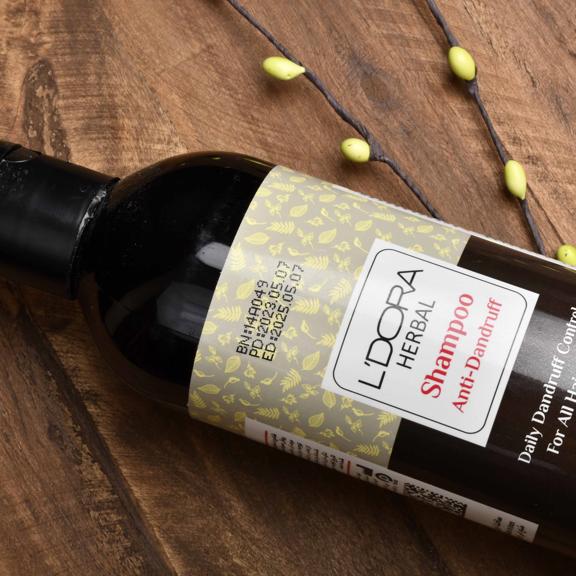 BN:14A049
PD:2023.05.07
ED:2025.05.07
L'DORA
HERBAL
Shampoo
Anti-Dandruff
Daily Dandruff Control
For All